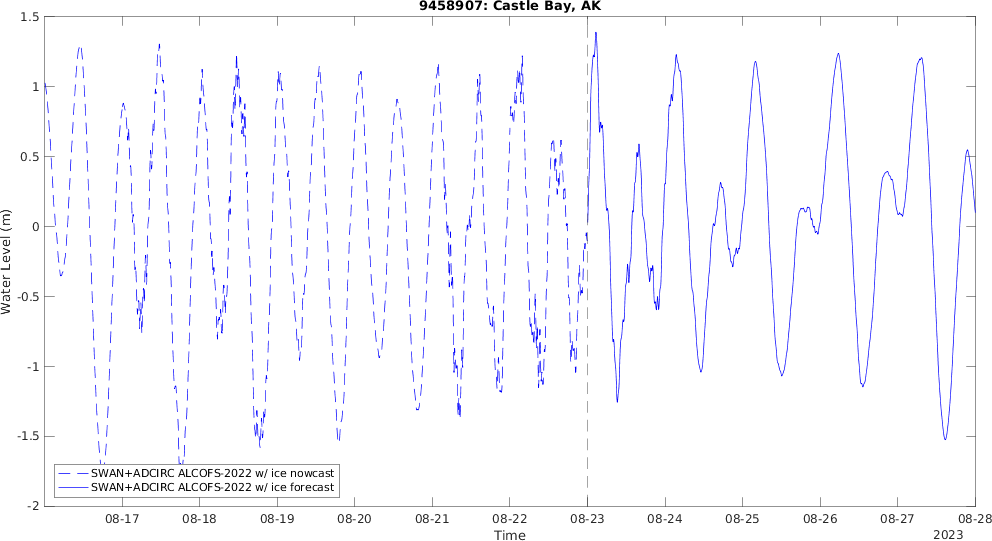 9458907: Castle Bay, AK
1.5
1
0.5
0
-0.5
-1
-1.5
-2
Water Level (m)
SWAN+ADCIRC ALCOFS-2022 w/ ice nowcast
SWAN+ADCIRC ALCOFS-2022 w/ ice forecast
08-17 08-18 08-19 08-20 08-21 08-22 08-23 08-24 08-25 08-26 08-27 08-28
Time
2023